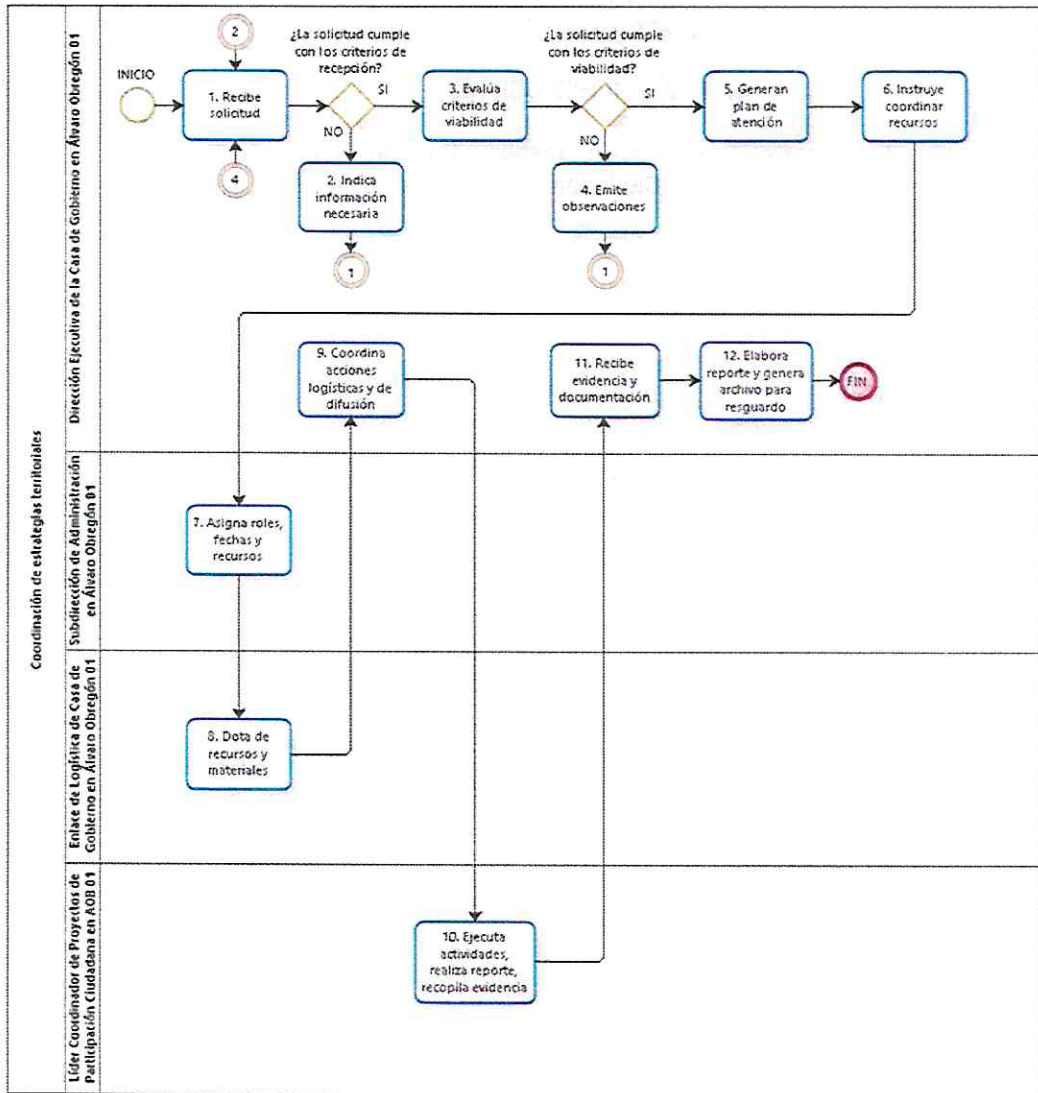 Coordinación de estrategias territoriales
Dirección Ejecutiva de la Casa de Gobierno en Álvaro Obregón 01
INICIO
2
1. Recibe
solicitud
4
¿La solicitud cumple
con los criterios de
recepción?
SI
NO
2. Indica
información
necesaria
1
3. Evalúa
criterios de
viabilidad
¿La solicitud cumple
con los criterios de
viabilidad?
SI
NO
4. Emite
observaciones
1
5. Generan
plan de
atención
6. Instruye
coordinar
recursos
9. Coordina
acciones
logísticas y de
difusión
11. Recibe
evidencia y
documentación
12. Elabora
reporte y genera
archivo para
resguardo
FIN
Subdirección de Administración
en Álvaro Obregón 01
7. Asigna roles,
fechas y
recursos
Enlace de Logística de Casa de
Gobierno en Álvaro Obregón 01
8. Dota de
recursos y
materiales
Líder Coordinador de Proyectos de
Participación Ciudadana en AOB 01
10. Ejecuta
actividades,
realiza reporte,
recopila evidencia